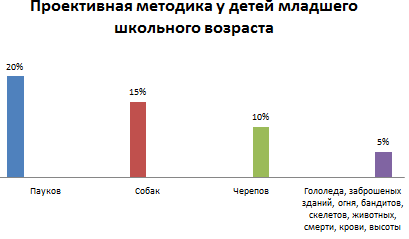 Проективная методика у детей младшего
школьного возраста
20%
15%
10%
5%
Пауков
Собак
Черепов
Гололеда, заброшеных
зданий, огня, бандитов,
скелетов, животных,
смерти, крови, высоты